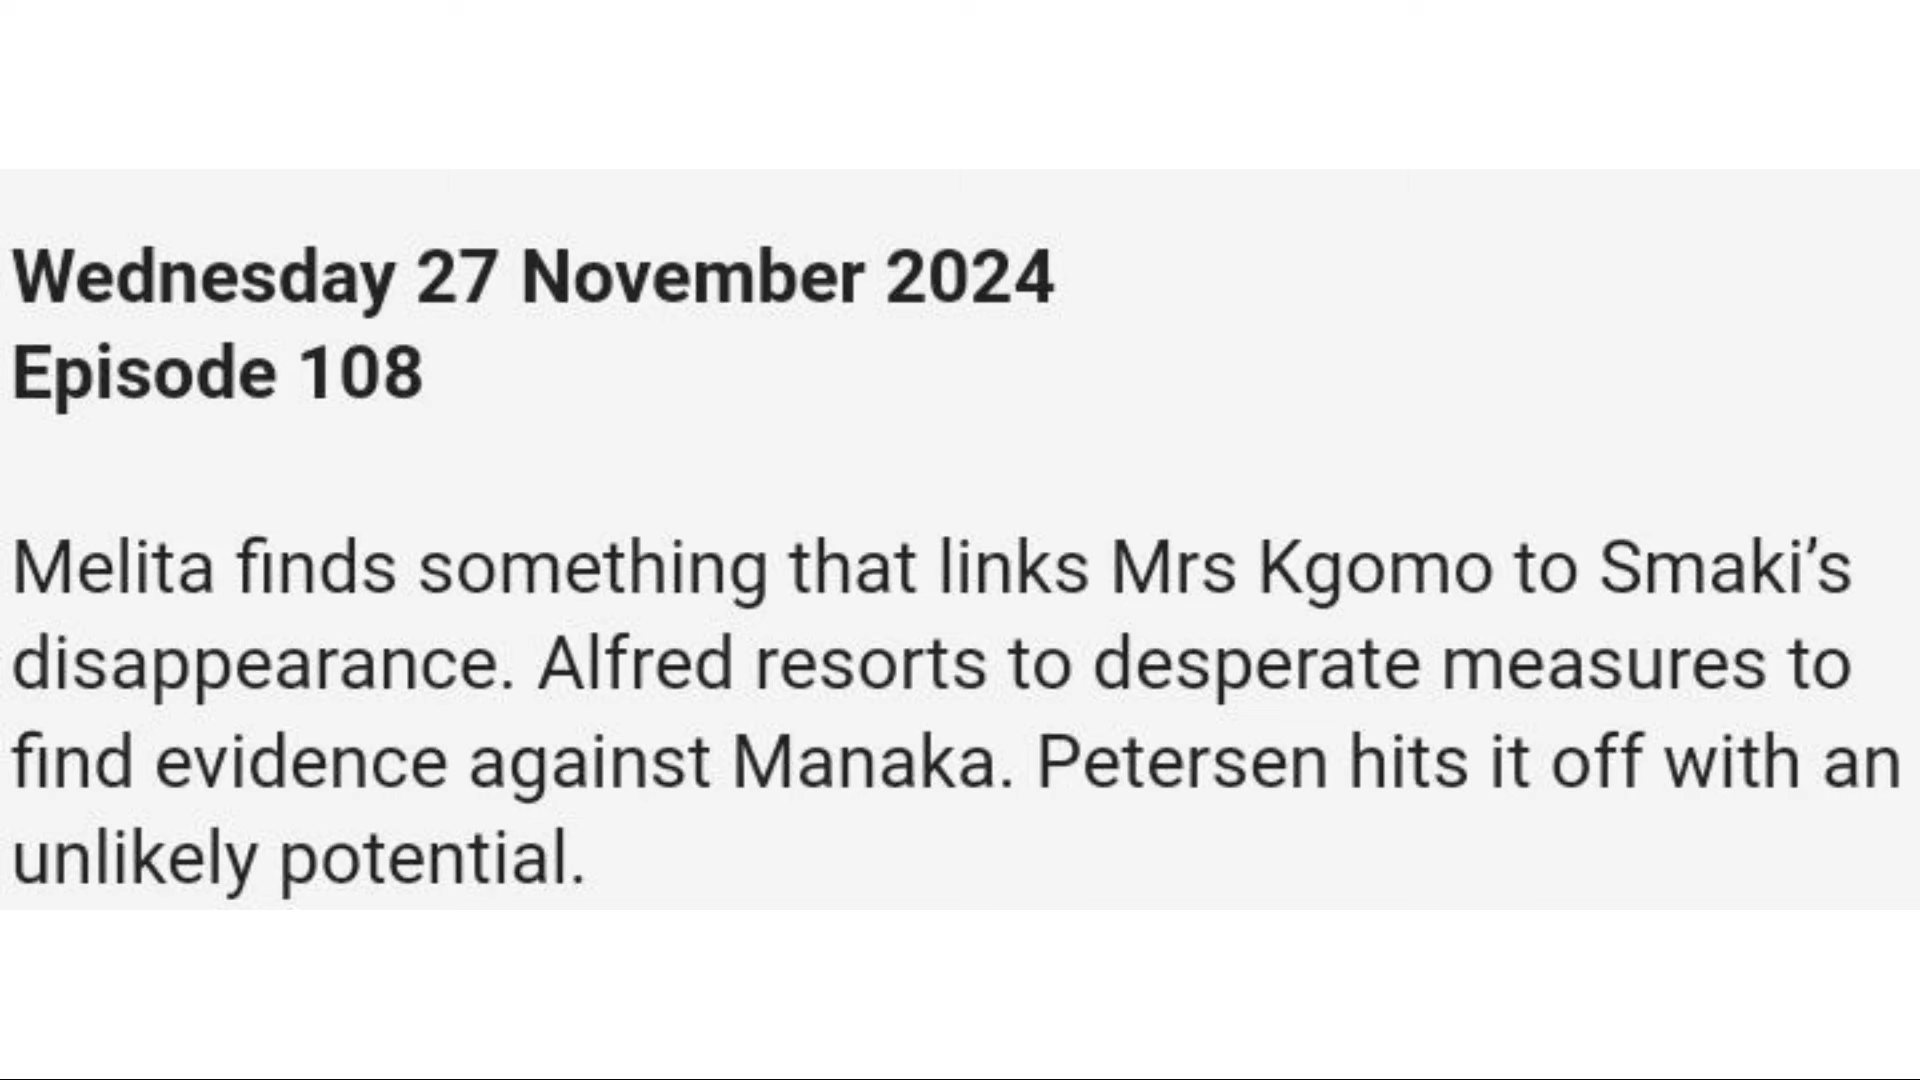 Wednesday 27 November 2024
Episode 108
Melita finds something that links Mrs Kgomo to Smaki’s
disappearance. Alfred resorts to desperate measures to
find evidence against Manaka. Petersen hits it off with an
unlikely potential.